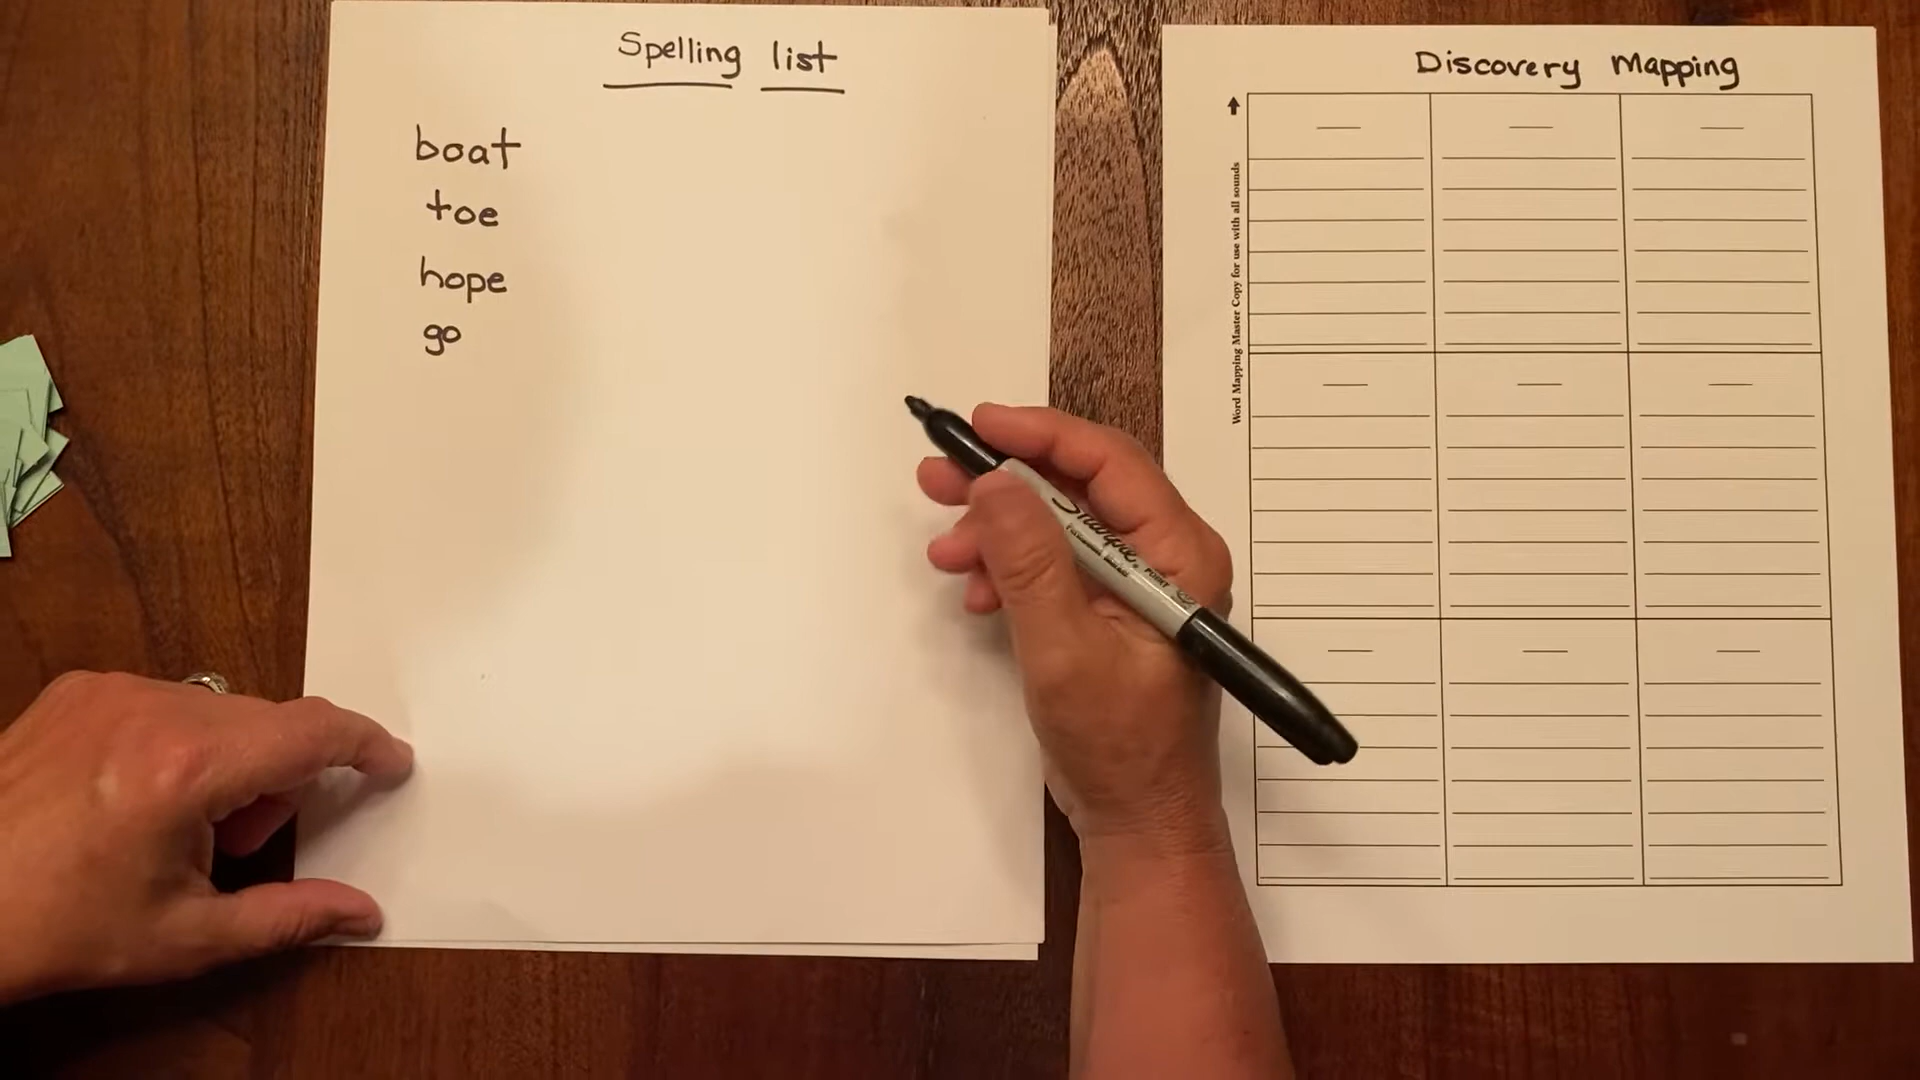 Spelling list
boat
toe
hope
go
Discovery Mapping
Word Mapping Master Copy for use with all sounds
Sharpie